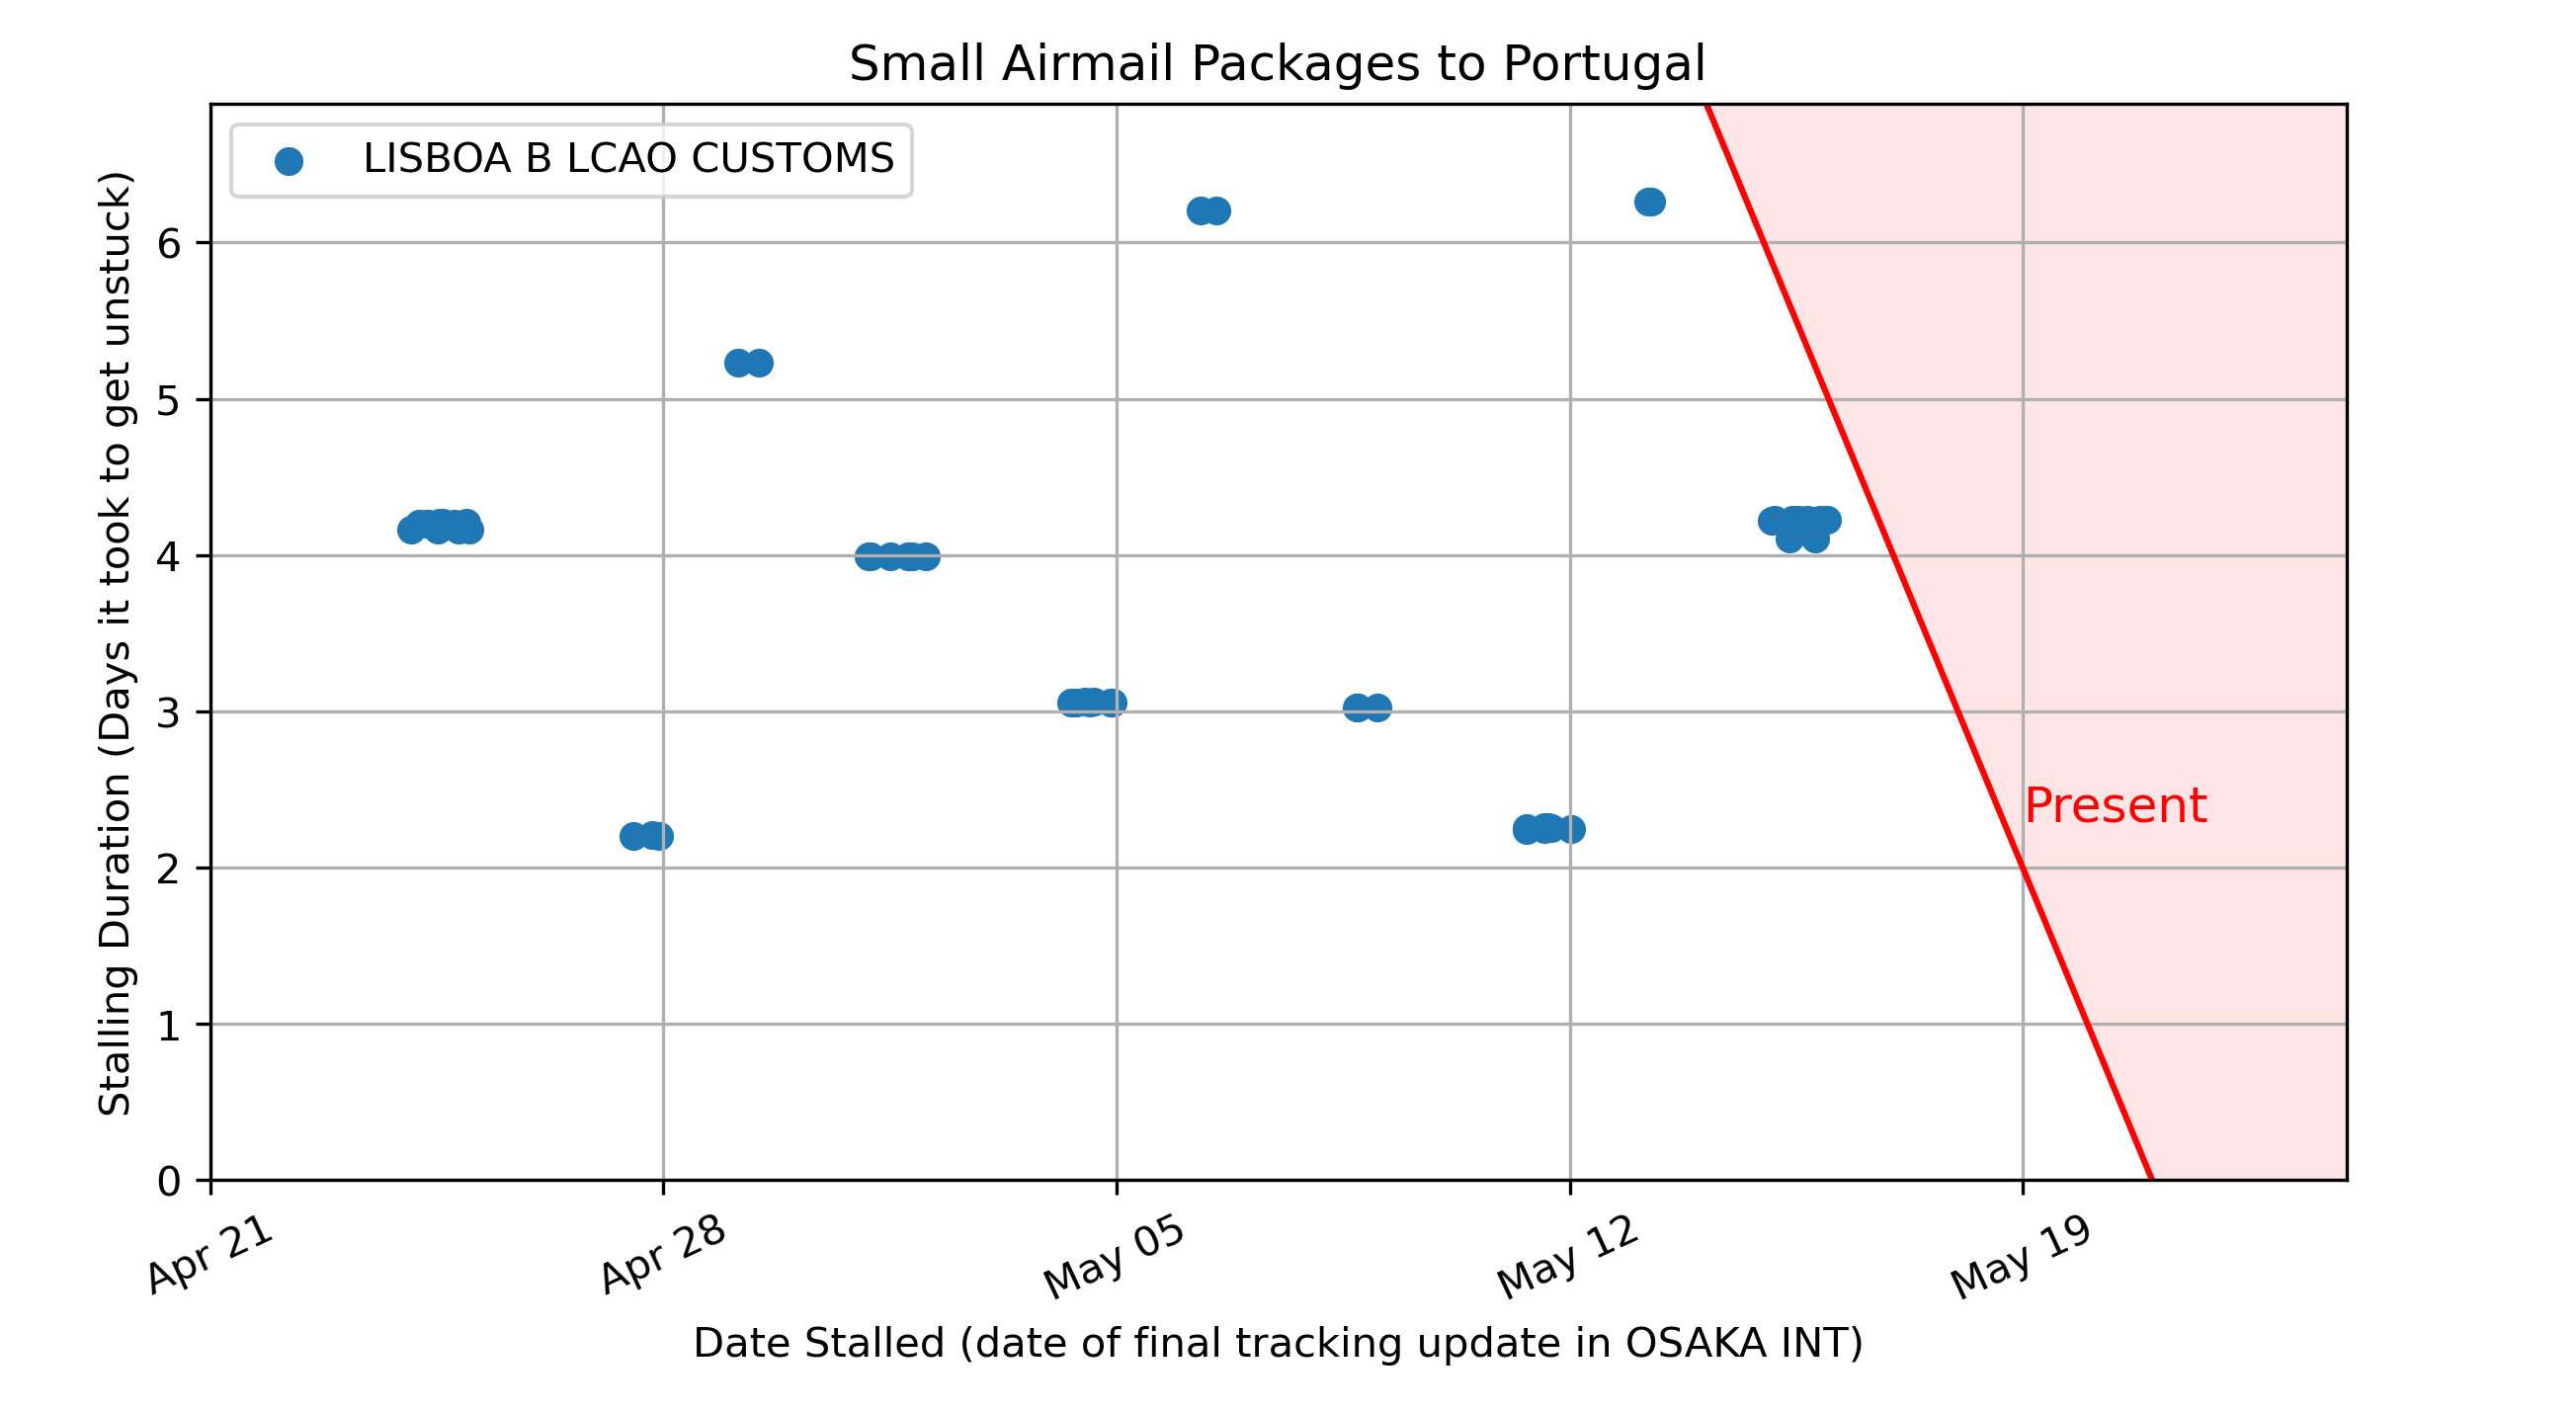 Small Airmail Packages to Portugal
LISBOA B LCAO CUSTOMS
Stalling Duration (Days it took to get unstuck)
6
5
4
3
2
1
0
Present
Apr 21
Apr 28
May 05
May 12
May 19
Date Stalled (date of final tracking update in OSAKA INT)